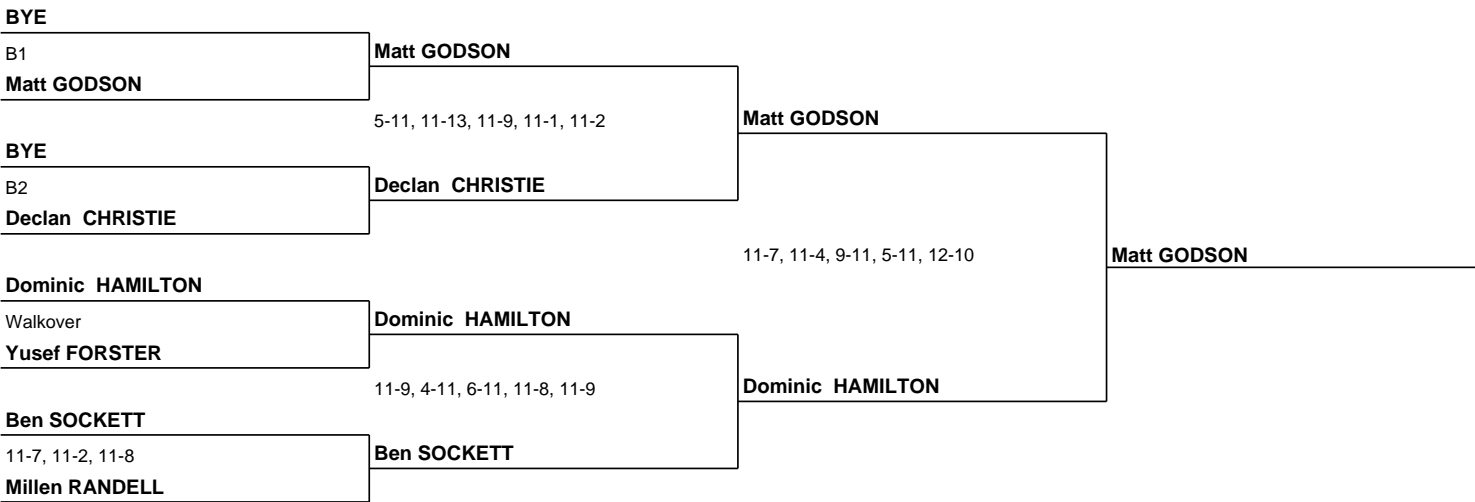 BYE
B1
Matt GODSON
Matt GODSON
5-11, 11-13, 11-9, 11-1, 11-2
Matt GODSON
BYE
B2
Declan CHRISTIE
Declan CHRISTIE
11-7, 11-4, 9-11, 5-11, 12-10
Matt GODSON
Dominic HAMILTON
Walkover
Dominic HAMILTON
Yusef FORSTER
11-9, 4-11, 6-11, 11-8, 11-9
Dominic HAMILTON
Ben SOCKETT
11-7, 11-2, 11-8
Ben SOCKETT
Millen RANDELL